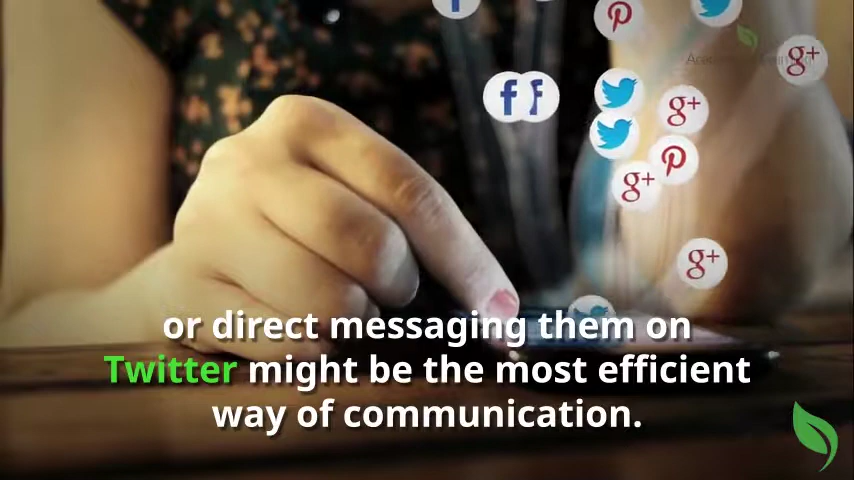 g+
g+
g+
g+
or direct messaging them on
Twitter might be the most efficient
way of communication.